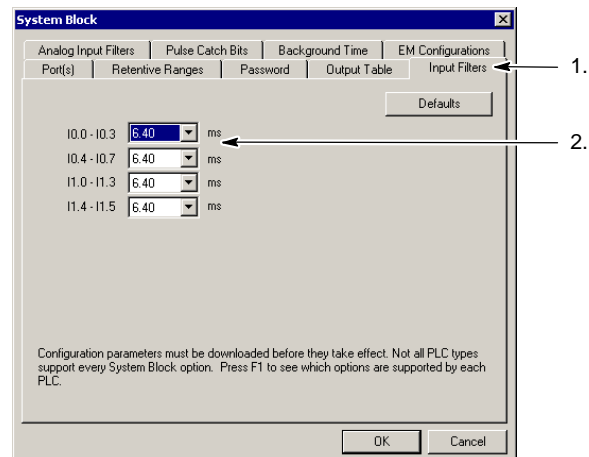 System Block
Analog Input Filters Pulse Catch Bits Background Time EM Configurations
Port(s) Retentive Ranges Password Output Table Input Filters
1.
Defaults
I0.0 - I0.3 6.40 ms
2.
I0.4 - I0.7 6.40 ms
I1.0 - I1.3 6.40 ms
I1.4 - I1.5 6.40 ms
Configuration parameters must be downloaded before they take effect. Not all PLC types
support every System Block option. Press F1 to see which options are supported by each
PLC.
OK Cancel